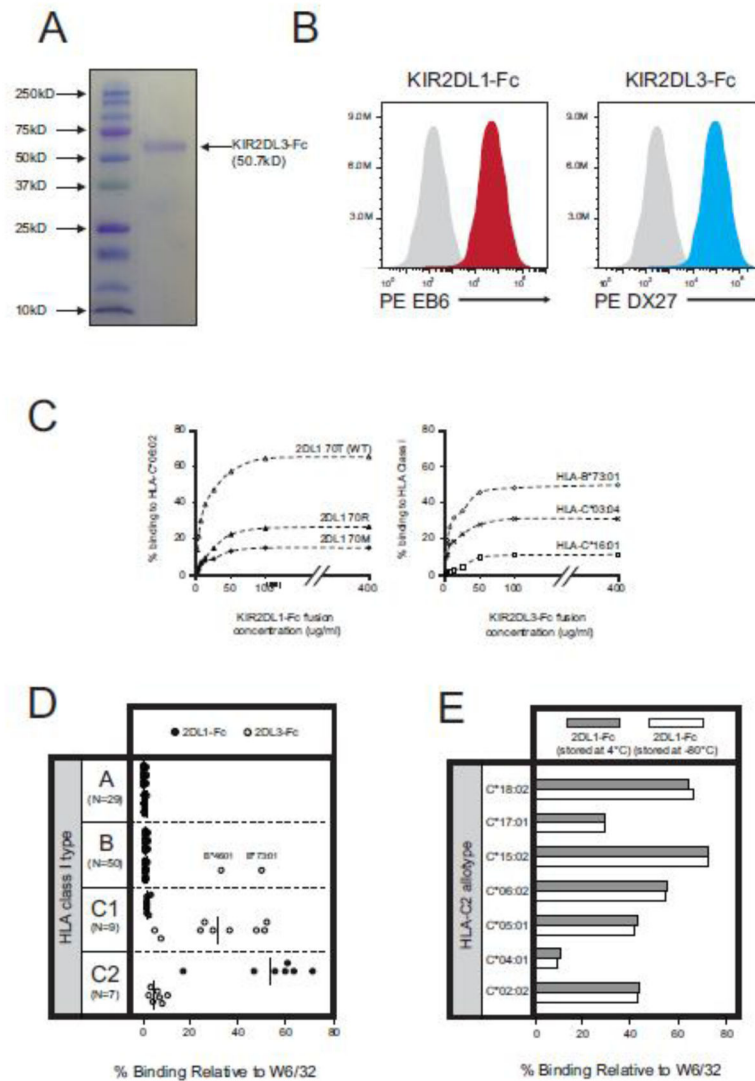 A
250kD
75kD
50kD
37kD
25kD
10kD
KIR2DL3-Fc
(50.7kD)
B
KIR2DL1-Fc
KIR2DL3-Fc
9.0M
6.0M
3.0M
PE EB6
9.0M
6.0M
3.0M
PE DX27
C
% binding to HLA-C*06:02
80
60
40
20
0
2DL1 70T (WT)
2DL1 70R
2DL1 70M
0 50 100 400
KIR2DL1-Fc fusion
concentration (ug/ml)
% binding to HLA Class I
80
60
40
20
0
HLA-B*73:01
HLA-C*03:04
HLA-C*16:01
0 50 100 400
KIR2DL3-Fc fusion
concentration (ug/ml)
D
2DL1-Fc 2DL3-Fc
HLA class I type
A
(N=29)
B
(N=50)
B*4601 B*73:01
C1
(N=9)
C2
(N=7)
0 20 40 60 80
% Binding Relative to W6/32
E
2DL1-Fc 2DL1-Fc
(stored at 4°C) (stored at -80°C)
HLA-C2 allotype
C*18:02
C*17:01
C*15:02
C*06:02
C*05:01
C*04:01
C*02:02
0 20 40 60 80
% Binding Relative to W6/32